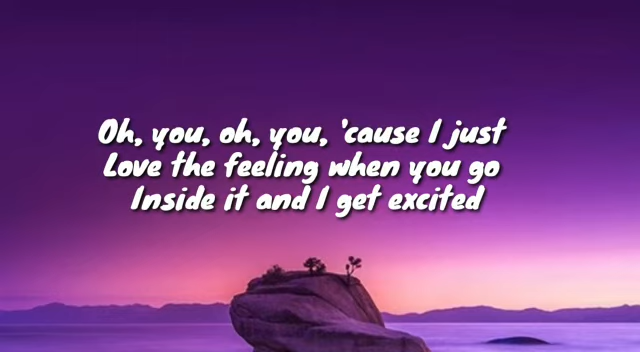 Oh, you, oh, you, 'cause I just
Love the feeling when you go
Inside it and I get excited